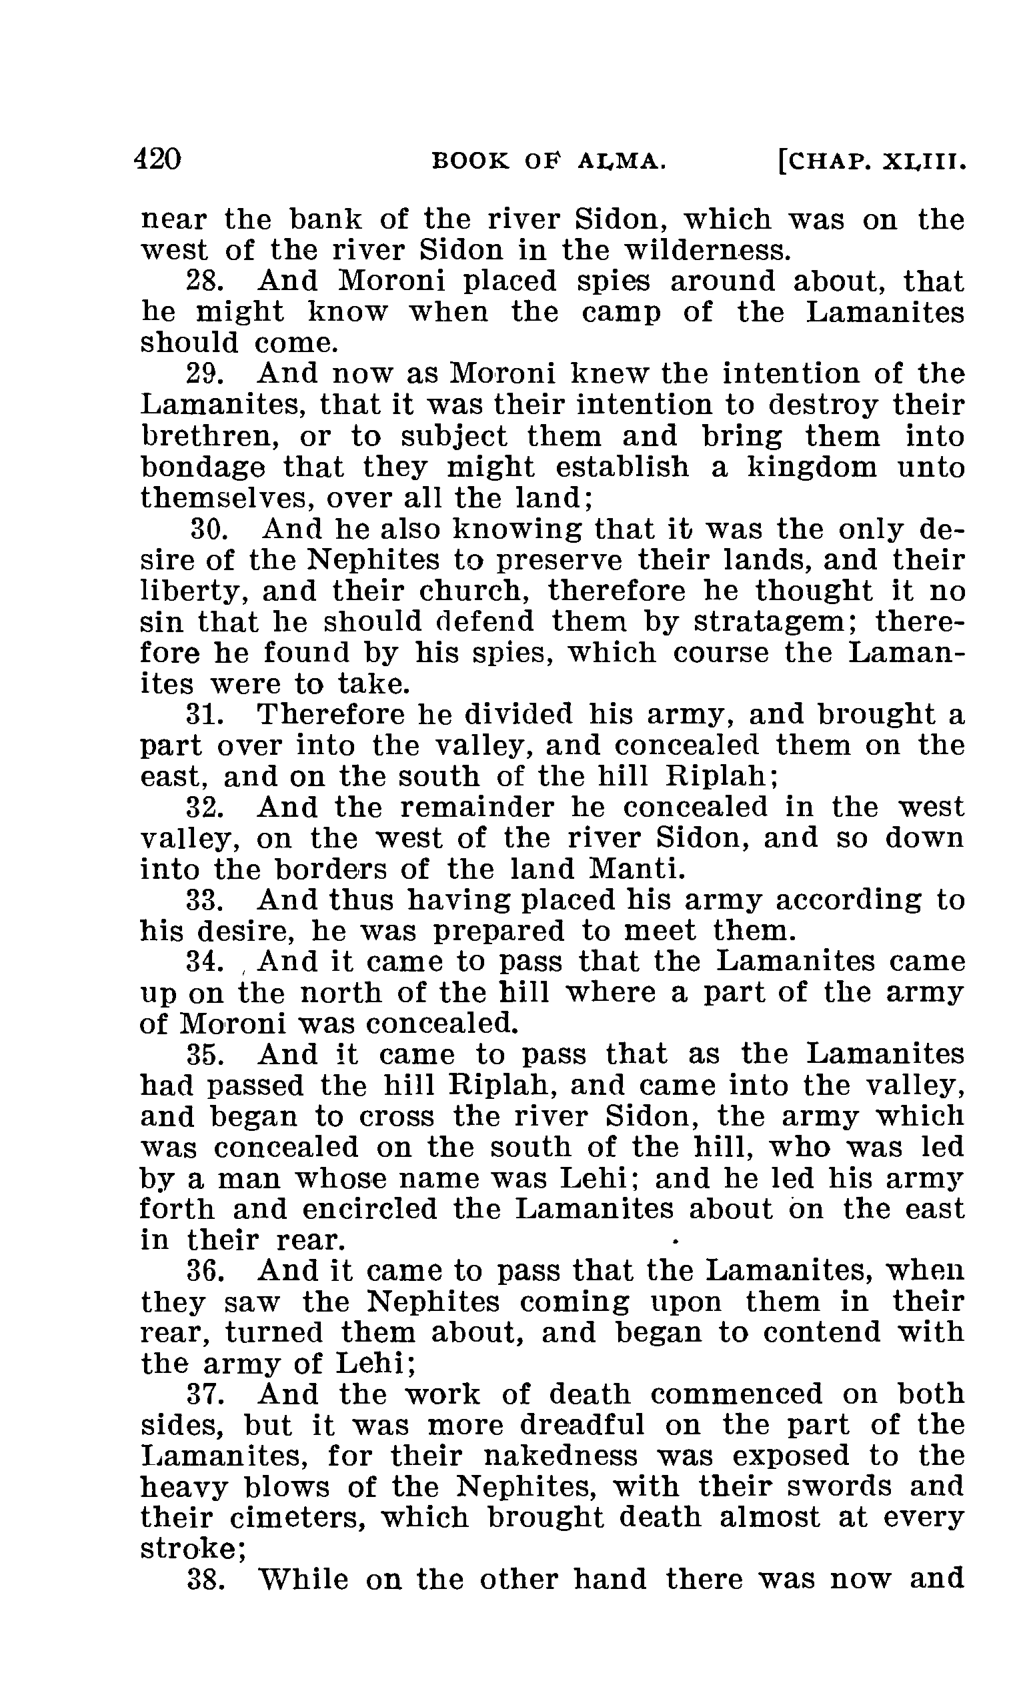 420 BOOK OF ALMA. [CHAP. XLIII.
near the bank of the river Sidon, which was on the
west of the river Sidon in the wilderness.
28. And Moroni placed spies around about, that
he might know when the camp of the Lamanites
should come.
29. And now as Moroni knew the intention of the
Lamanites, that it was their intention to destroy their
brethren, or to subject them and bring them into
bondage that they might establish a kingdom unto
themselves, over all the land;
30. And he also knowing that it was the only de-
sire of the Nephites to preserve their lands, and their
liberty, and their church, therefore he thought it no
sin that he should defend them by stratagem; there-
fore he found by his spies, which course the Laman-
ites were to take.
31. Therefore he divided his army, and brought a
part over into the valley, and concealed them on the
east, and on the south of the hill Riplah;
32. And the remainder he concealed in the west
valley, on the west of the river Sidon, and so down
into the borders of the land Manti.
33. And thus having placed his army according to
his desire, he was prepared to meet them.
34. And it came to pass that the Lamanites came
up on the north of the hill where a part of the army
of Moroni was concealed.
35. And it came to pass that as the Lamanites
had passed the hill Riplah, and came into the valley,
and began to cross the river Sidon, the army which
was concealed on the south of the hill, who was led
by a man whose name was Lehi; and he led his army
forth and encircled the Lamanites about on the east
in their rear.
36. And it came to pass that the Lamanites, when
they saw the Nephites coming upon them in their
rear, turned them about, and began to contend with
the army of Lehi;
37. And the work of death commenced on both
sides, but it was more dreadful on the part of the
Lamanites, for their nakedness was exposed to the
heavy blows of the Nephites, with their swords and
their cimeters, which brought death almost at every
stroke;
38. While on the other hand there was now and